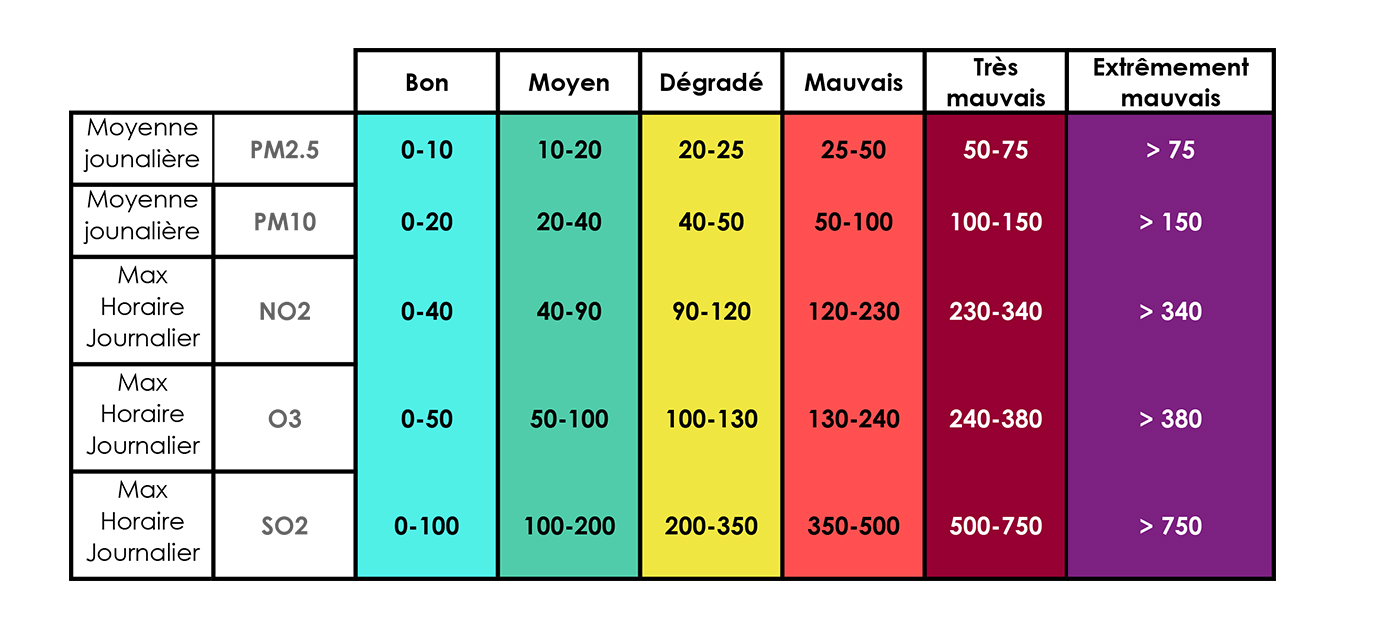 Bon Moyen Dégradé Mauvais Très mauvais Extrêmement mauvais
Moyenne
jounalière PM2.5 0-10 10-20 20-25 25-50 50-75 > 75
Moyenne
jounalière PM10 0-20 20-40 40-50 50-100 100-150 > 150
Max
Horaire NO2 0-40 40-90 90-120 120-230 230-340 > 340
Journalier
Max
Horaire O3 0-50 50-100 100-130 130-240 240-380 > 380
Journalier
Max
Horaire SO2 0-100 100-200 200-350 350-500 500-750 > 750
Journalier